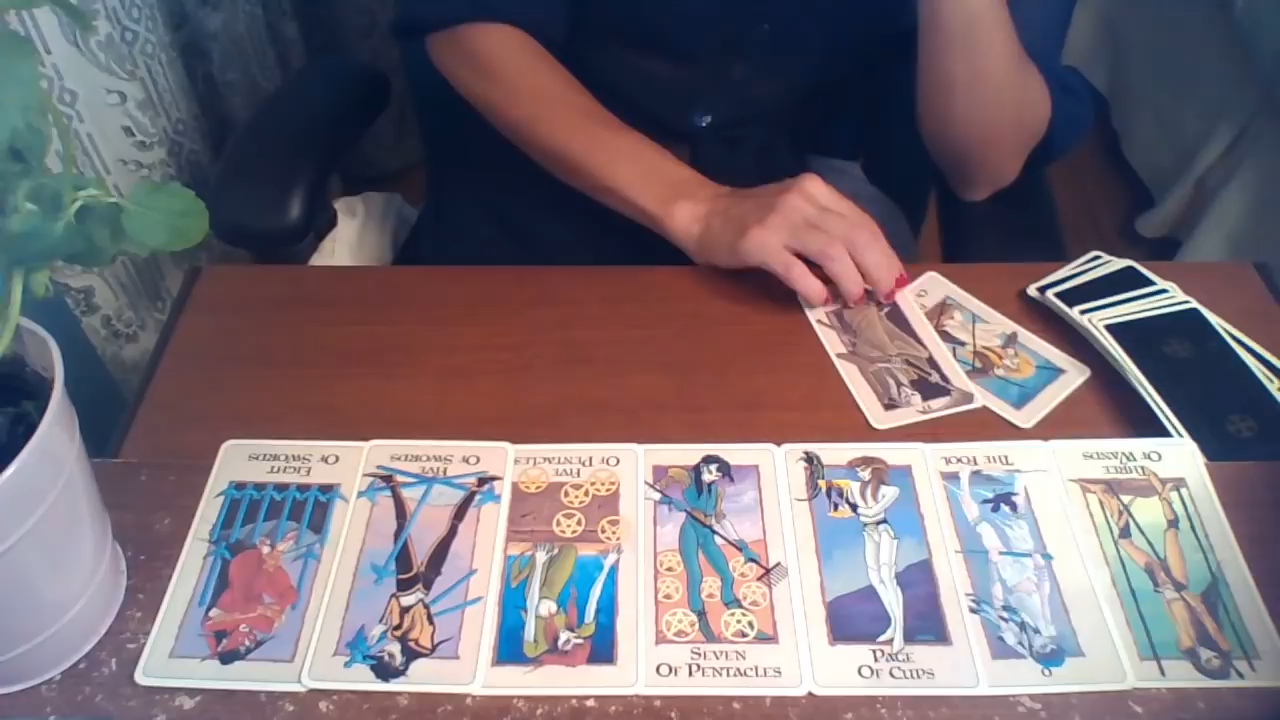 EIGHT
OF SWORDS
FIVE
OF SWORDS
FIVE
OF PENTACLES
SEVEN
OF PENTACLES
PAGE
OF CUPS
THE FOOL
0
THREE
OF WANDS